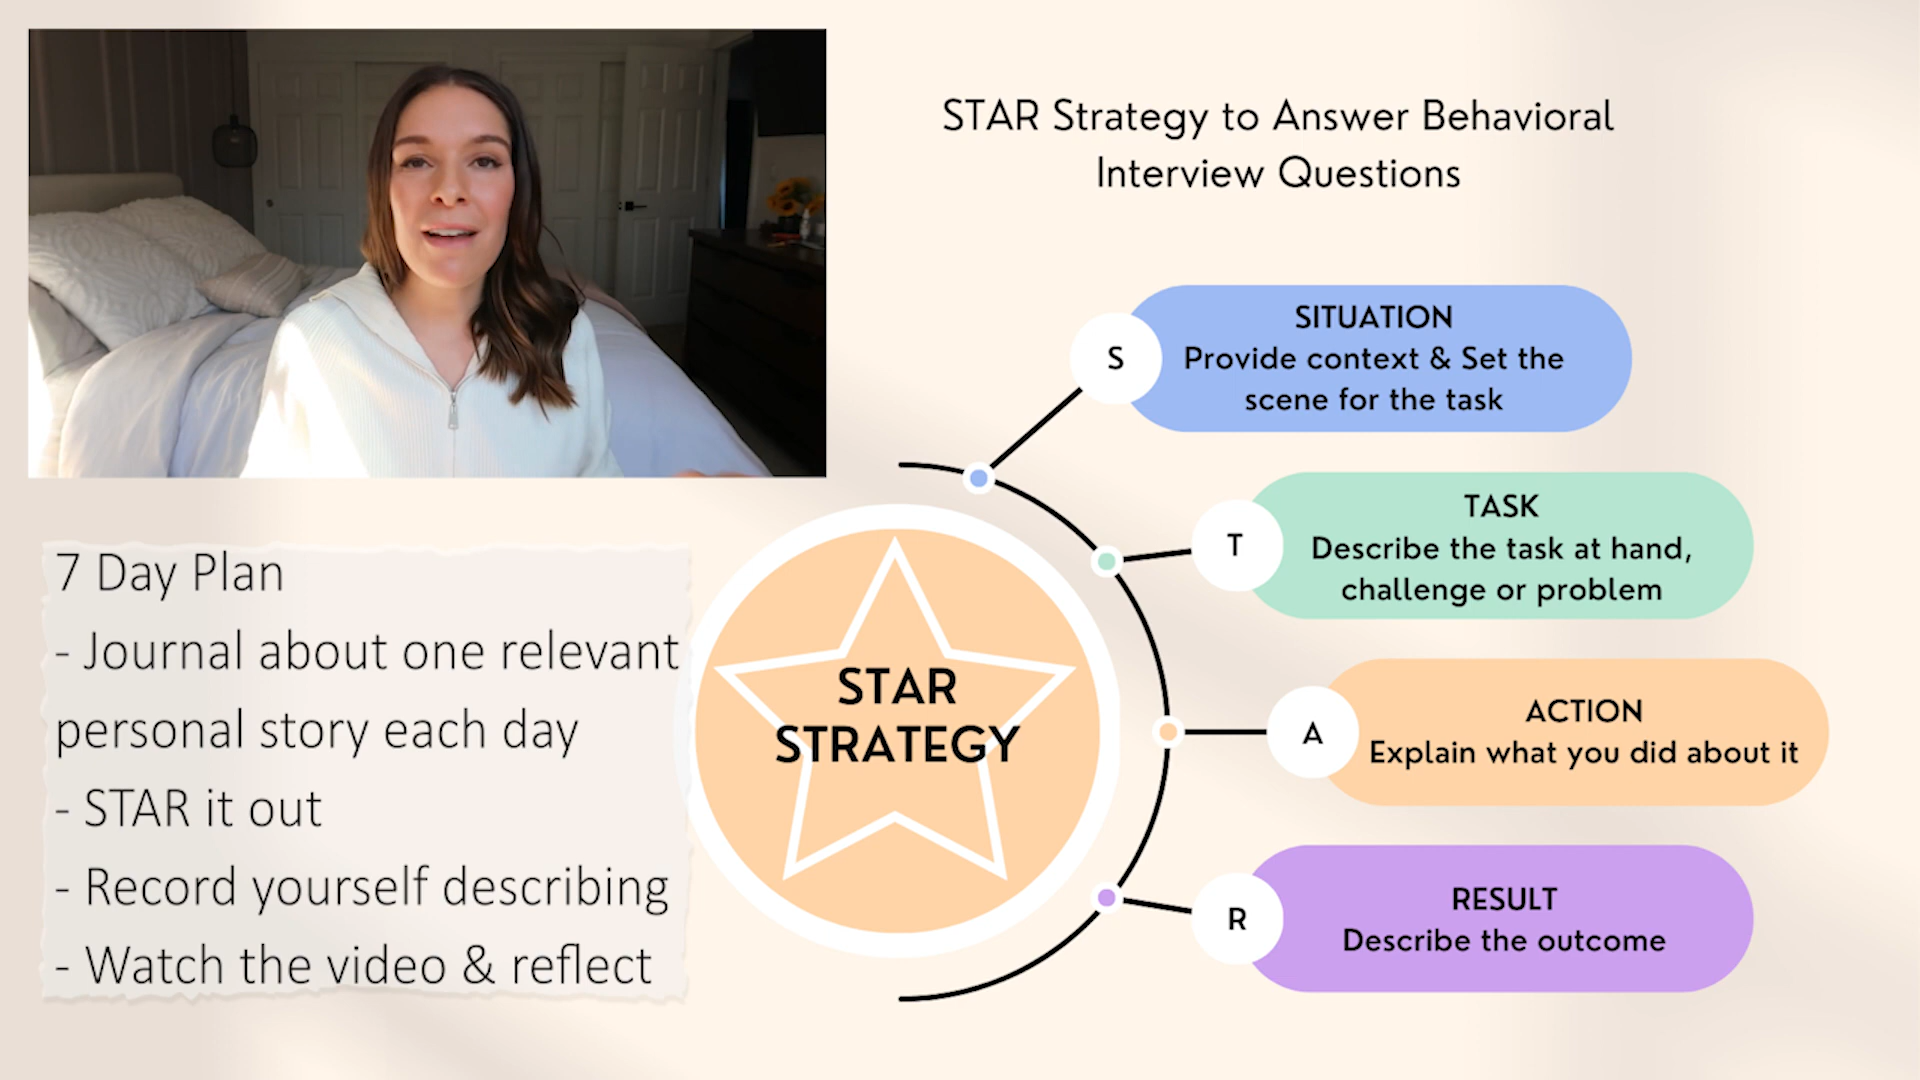 STAR Strategy to Answer Behavioral
Interview Questions
S
SITUATION
Provide context & Set the
scene for the task
T
TASK
Describe the task at hand,
challenge or problem
A
ACTION
Explain what you did about it
R
RESULT
Describe the outcome
STAR
STRATEGY
7 Day Plan
- Journal about one relevant
personal story each day
- STAR it out
- Record yourself describing
- Watch the video & reflect